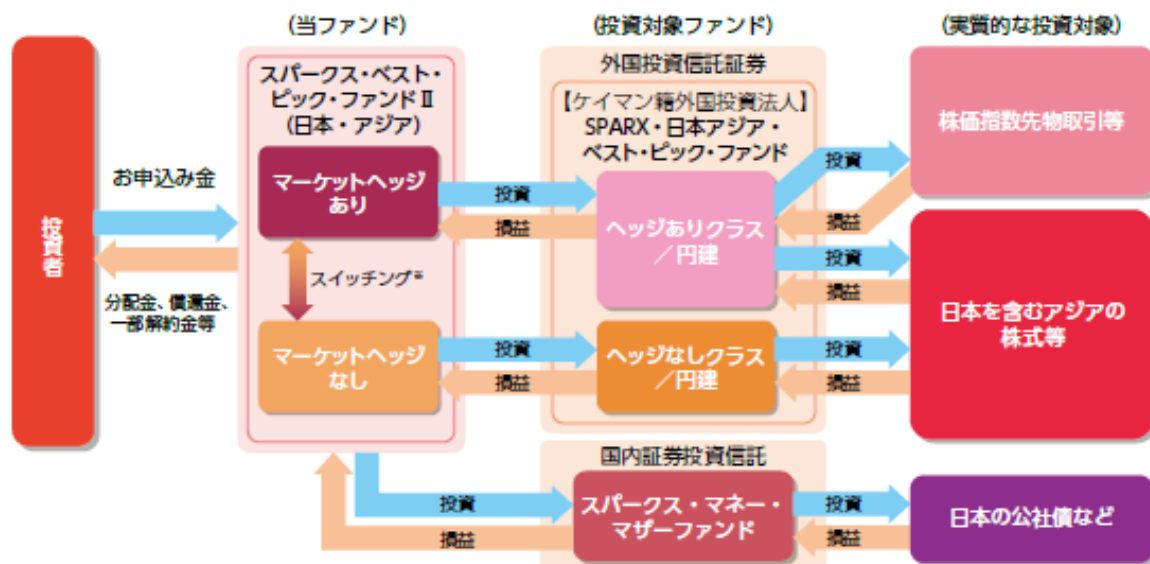 (当ファンド)
(投資対象ファンド)
(実質的な投資対象)
スパークス・ベスト・
ピック・ファンドⅡ
(日本・アジア)
外国投資信託証券
【ケイマン籍外国投資法人】
SPARX・日本アジア・
ベスト・ピック・ファンド
株価指数先物取引等
投資者
お申込み金
分配金、償還金、
一部解約金等
マーケットヘッジ
あり
スイッチング※
マーケットヘッジ
なし
投資
損益
投資
損益
ヘッジありクラス
/円建
ヘッジなしクラス
/円建
投資
損益
投資
損益
投資
損益
日本を含むアジアの
株式等
国内証券投資信託
投資
損益
スパークス・マネー・
マザーファンド
投資
損益
日本の公社債など